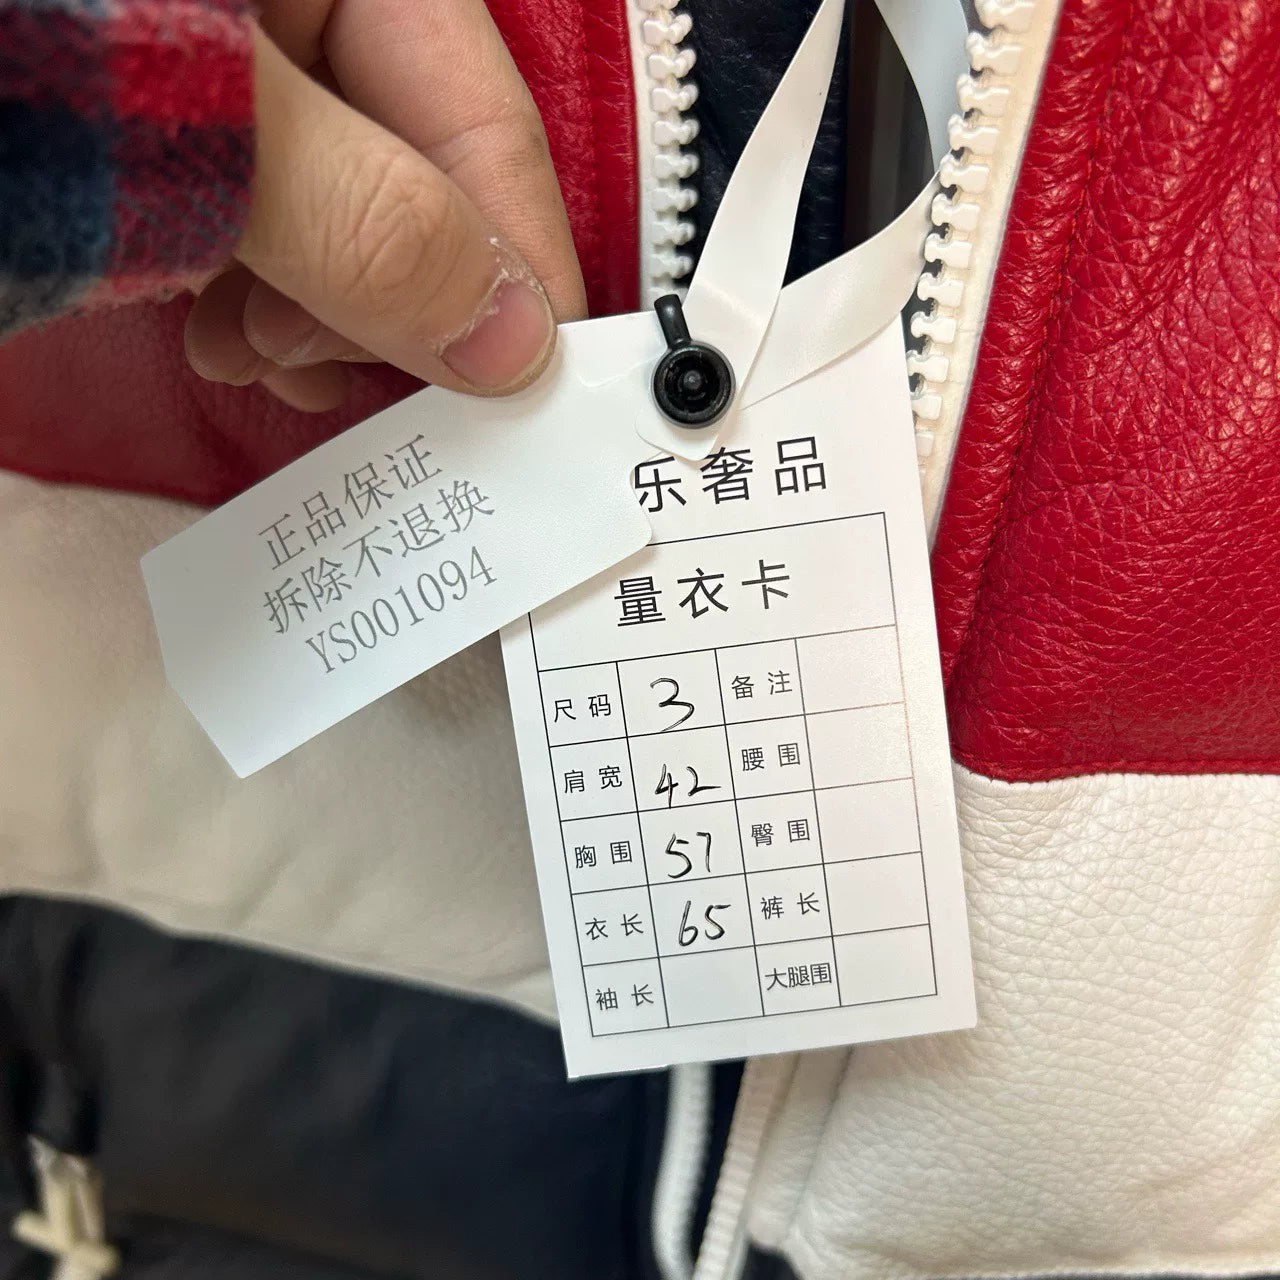 正品保证
拆除不退换
YS001094
乐奢品
量衣卡
尺码 3 备注
肩宽 42 腰围
胸围 57 臀围
衣长 65 裤长
袖长 大腿围